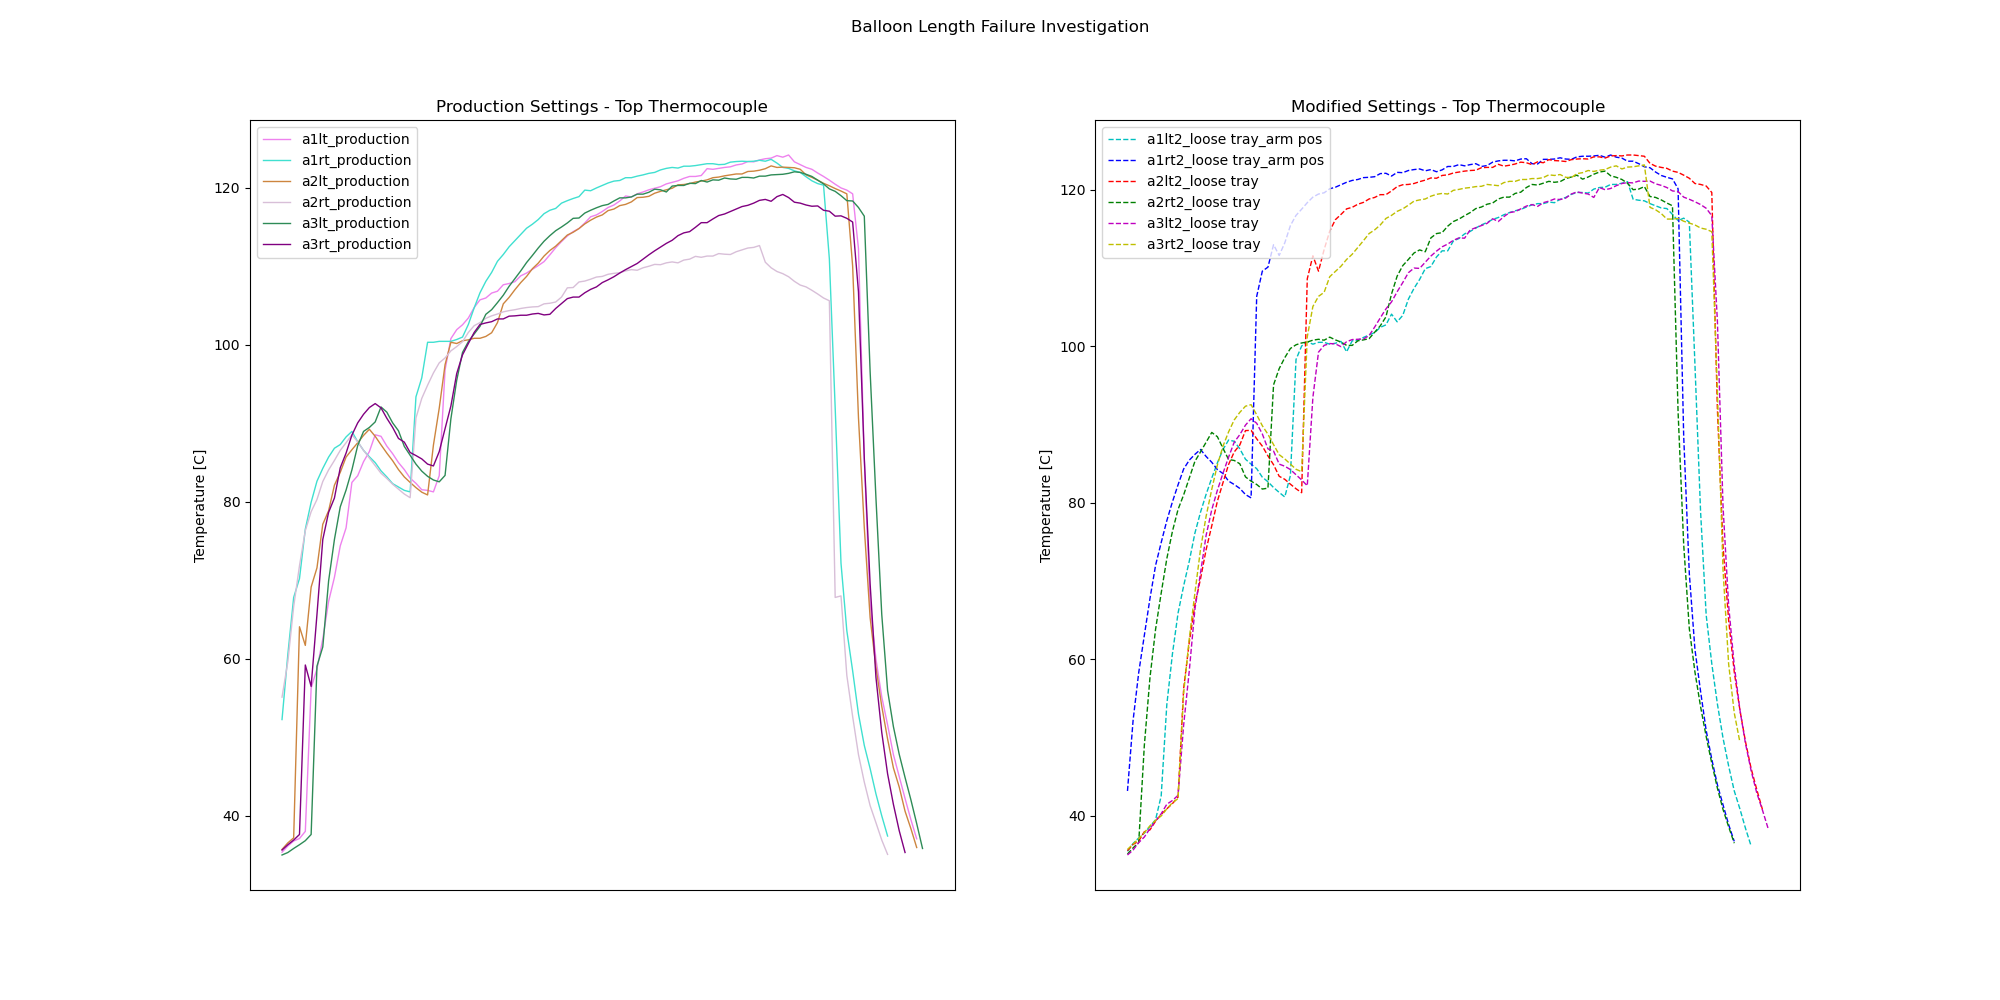 Balloon Length Failure Investigation
Production Settings - Top Thermocouple
a1lt_production
a1rt_production
a2lt_production
a2rt_production
a3lt_production
a3rt_production
Temperature [C]
120
100
80
60
40
Modified Settings - Top Thermocouple
a1lt2_loose tray_arm pos
a1rt2_loose tray_arm pos
a2lt2_loose tray
a2rt2_loose tray
a3lt2_loose tray
a3rt2_loose tray
Temperature [C]
120
100
80
60
40